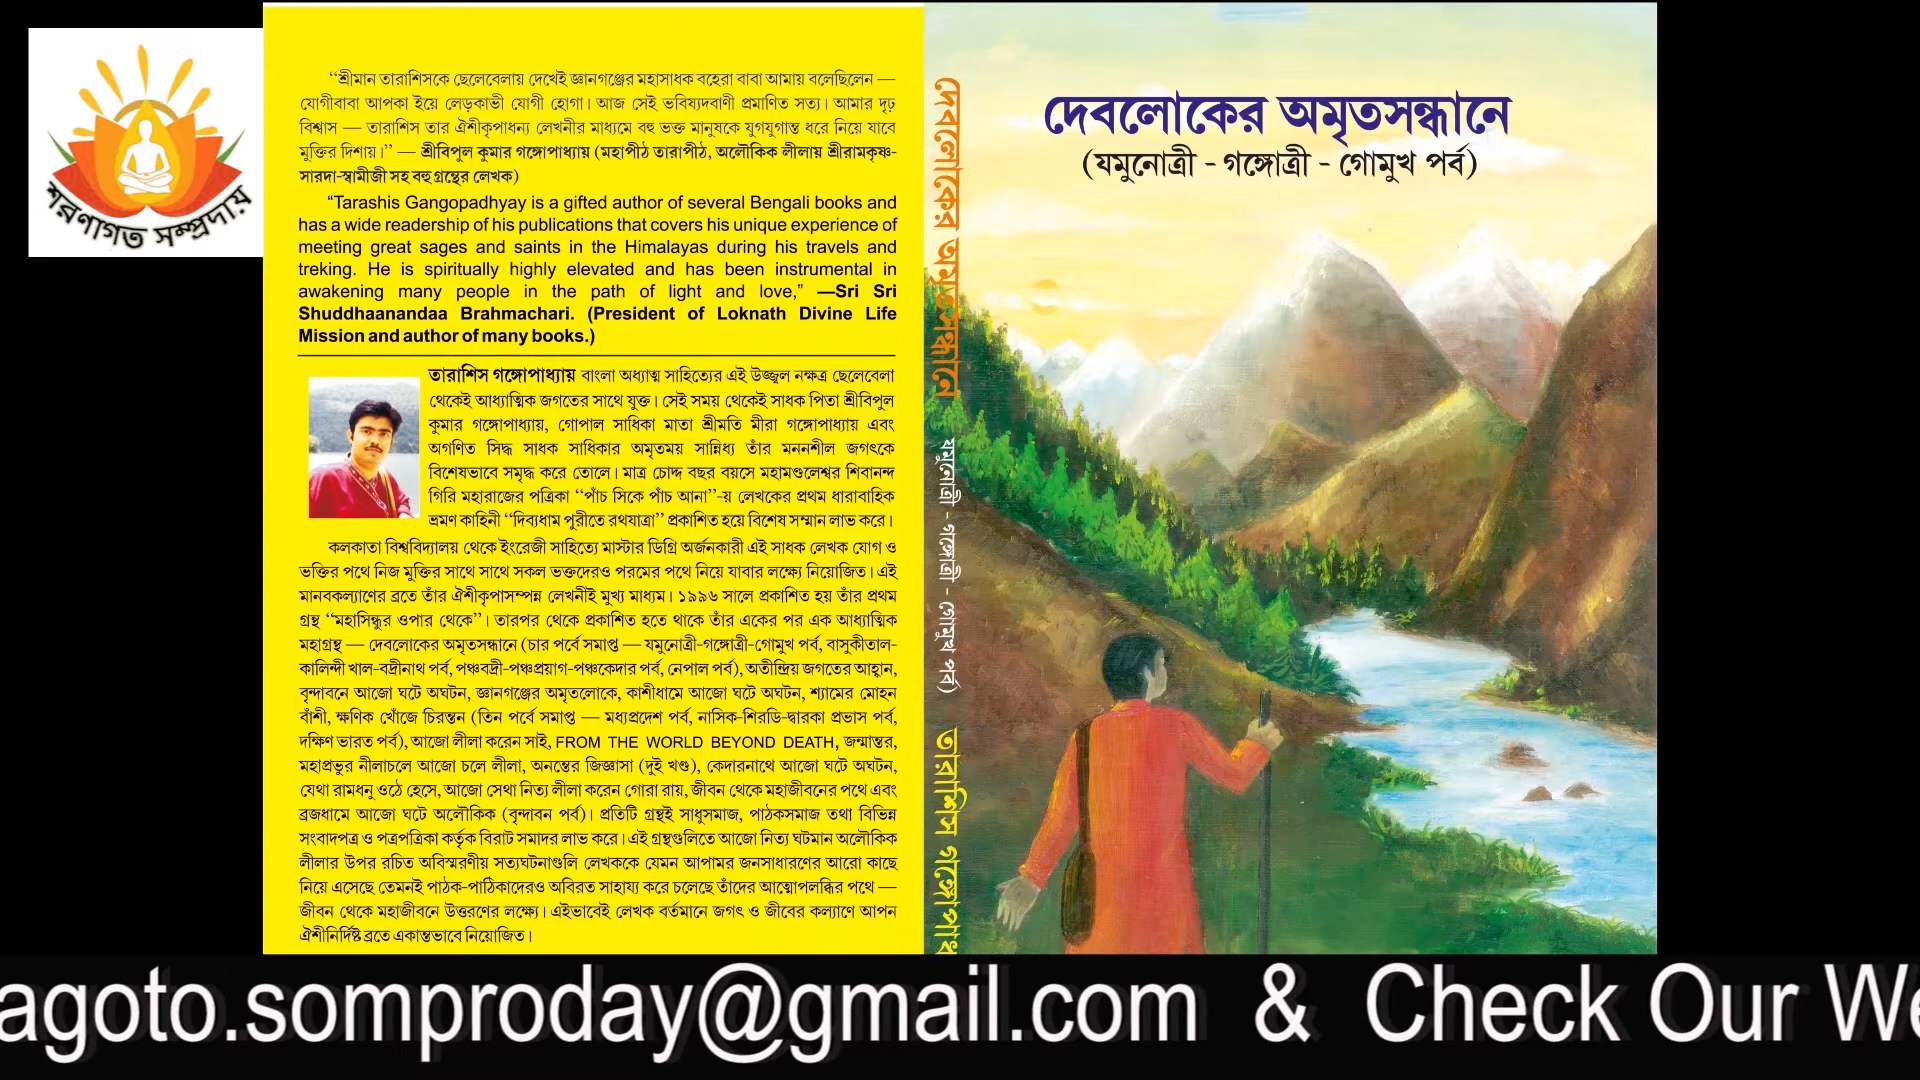 শরণাগত সম্প্রদায়
“শ্রীমান তারাশিসকে ছেলেবেলায় দেখেই জ্ঞানগঞ্জের মহাসাধক বহেরা বাবা আমায় বলেছিলেন —
যোগীবাবা আপকা ইয়ে লেড়কাভী যোগী হোগা। আজ সেই ভবিষ্যদবাণী প্রমাণিত সত্য। আমার দৃঢ়
বিশ্বাস — তারাশিস তার ঐশীকৃপাধন্য লেখনীর মাধ্যমে বহু ভক্ত মানুষকে যুগযুগান্ত ধরে নিয়ে যাবে
মুক্তির দিশায়।” — শ্রীবিপুল কুমার গঙ্গোপাধ্যায় (মহাপীঠ তারাপীঠ, অলৌকিক লীলায় শ্রীরামকৃষ্ণ-
সারদা-স্বামীজী সহ বহু গ্রন্থের লেখক)
“Tarashis Gangopadhyay is a gifted author of several Bengali books and
has a wide readership of his publications that covers his unique experience of
meeting great sages and saints in the Himalayas during his travels and
treking. He is spiritually highly elevated and has been instrumental in
awakening many people in the path of light and love,” —Sri Sri
Shuddhaanandaa Brahmachari. (President of Loknath Divine Life
Mission and author of many books.)
তারাশিস গঙ্গোপাধ্যায় বাংলা অধ্যাত্ম সাহিত্যের এই উজ্জ্বল নক্ষত্র ছেলেবেলা
থেকেই আধ্যাত্মিক জগতের সাথে যুক্ত। সেই সময় থেকেই সাধক পিতা শ্রীবিপুল
কুমার গঙ্গোপাধ্যায়, গোপাল সাধিকা মাতা শ্রীমতি মীরা গঙ্গোপাধ্যায় এবং
অগণিত সিদ্ধ সাধক সাধিকার অমৃতময় সান্নিধ্য তাঁর মননশীল জগৎকে
বিশেষভাবে সমৃদ্ধ করে তোলে। মাত্র চোদ্দ বছর বয়সে মহামণ্ডলেশ্বর শিবানন্দ
গিরি মহারাজের পত্রিকা “পাঁচ সিকে পাঁচ আনা”-য় লেখকের প্রথম ধারাবাহিক
ভ্রমণ কাহিনী “দিব্যধাম পুরীতে রথযাত্রা” প্রকাশিত হয়ে বিশেষ সম্মান লাভ করে।
কলকাতা বিশ্ববিদ্যালয় থেকে ইংরেজী সাহিত্যে মাস্টার ডিগ্রি অর্জনকারী এই সাধক লেখক যোগ ও
ভক্তির পথে নিজ মুক্তির সাথে সাথে সকল ভক্তদেরও পরমের পথে নিয়ে যাবার লক্ষ্যে নিয়োজিত। এই
মানবকল্যাণের ব্রতে তাঁর ঐশীকৃপাসম্পন্ন লেখনীই মুখ্য মাধ্যম। ১৯৯৬ সালে প্রকাশিত হয় তাঁর প্রথম
গ্রন্থ “মহাসিন্ধুর ওপার থেকে”। তারপর থেকে প্রকাশিত হতে থাকে তাঁর একের পর এক আধ্যাত্মিক
মহাগ্রন্থ — দেবলোকের অমৃতসন্ধানে (চার পর্বে সমাপ্ত — যমুনোত্রী-গঙ্গোত্রী-গোমুখ পর্ব, বাসুকীতাল-
কালিন্দী খাল-বদ্রীনাথ পর্ব, পঞ্চবদ্রী-পঞ্চপ্রয়াগ-পঞ্চকেদার পর্ব, নেপাল পর্ব), অতীন্দ্রিয় জগতের আহ্বান,
বৃন্দাবনে আজো ঘটে অঘটন, জ্ঞানগঞ্জের অমৃতলোকে, কাশীধামে আজো ঘটে অঘটন, শ্যামের মোহন
বাঁশী, ক্ষণিক খোঁজে চিরন্তন (তিন পর্বে সমাপ্ত — মধ্যপ্রদেশ পর্ব, নাসিক-শিরডি-দ্বারকা প্রভাস পর্ব,
দক্ষিণ ভারত পর্ব), আজো লীলা করেন সাই, FROM THE WORLD BEYOND DEATH, জন্মান্তর,
মহাপ্রভুর নীলাচলে আজো চলে লীলা, অনন্তের জিজ্ঞাসা (দুই খণ্ড), কেদারনাথে আজো ঘটে অঘটন,
যেথা রামধনু ওঠে হেসে, আজো সেথা নিত্য লীলা করেন গোরা রায়, জীবন থেকে মহাজীবনের পথে এবং
ব্রজধামে আজো ঘটে অলৌকিক (বৃন্দাবন পর্ব)। প্রতিটি গ্রন্থই সাধুসমাজ, পাঠকসমাজ তথা বিভিন্ন
সংবাদপত্র ও পত্রপত্রিকা কর্তৃক বিরাট সমাদর লাভ করে। এই গ্রন্থগুলিতে আজো নিত্য ঘটমান অলৌকিক
লীলার উপর রচিত অবিস্মরণীয় সত্যঘটনাগুলি লেখককে যেমন আপামর জনসাধারণের আরো কাছে
নিয়ে এসেছে তেমনই পাঠক-পাঠিকাদেরও অবিরত সাহায্য করে চলেছে তাঁদের আত্মোপলব্ধির পথে —
জীবন থেকে মহাজীবনে উত্তরণের লক্ষ্যে। এইভাবেই লেখক বর্তমানে জগৎ ও জীবের কল্যাণে আপন
ঐশীনির্দিষ্ট ব্রতে একান্তভাবে নিয়োজিত।
দেবলোকের অমৃতসন্ধানে যমুনোত্রী - গঙ্গোত্রী - গোমুখ পর্ব) তারাশিস গঙ্গোপাধ্য
দেবলোকের অমৃতসন্ধানে
(যমুনোত্রী - গঙ্গোত্রী - গোমুখ পর্ব)
agoto.somproday@gmail.com & Check Our We